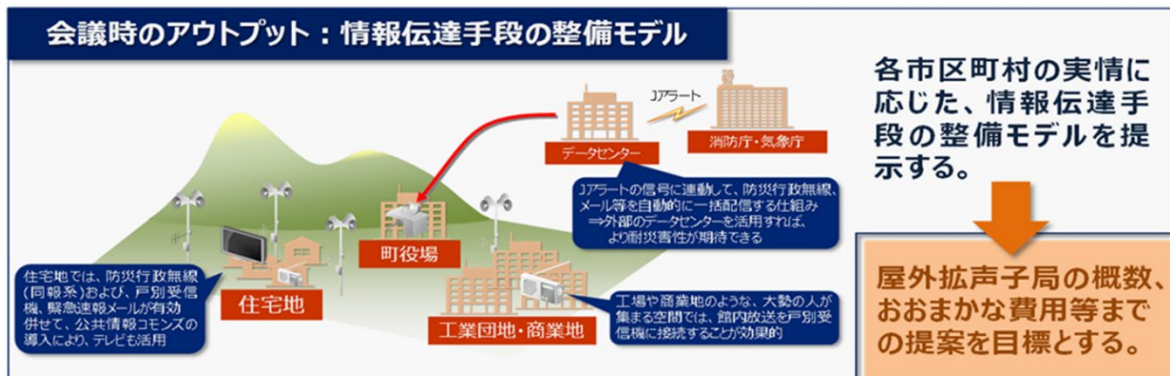 会議時のアウトプット：情報伝達手段の整備モデル
Jアラート
データセンター
消防庁・気象庁
Jアラートの信号に連動して、防災行政無線、
メール等を自動的に一括配信する仕組み
⇒外部のデータセンターを活用すれば、
より耐災害性が期待できる
町役場
住宅地では、防災行政無線
(同報系)および、戸別受信
機、緊急速報メールが有効
併せて、公共情報コモンズの
導入により、テレビも活用
住宅地
工業団地・商業地
工場や商業地のような、大勢の人が
集まる空間では、館内放送を戸別受
信機に接続することが効果的
各市区町村の実情に
応じた、情報伝達手
段の整備モデルを提
示する。
屋外拡声子局の概数、
おおまかな費用等まで
の提案を目標とする。